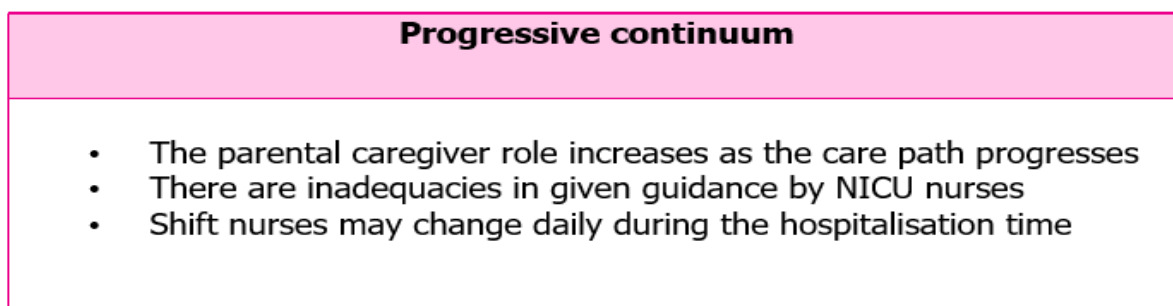 Progressive continuum
• The parental caregiver role increases as the care path progresses
• There are inadequacies in given guidance by NICU nurses
• Shift nurses may change daily during the hospitalisation time